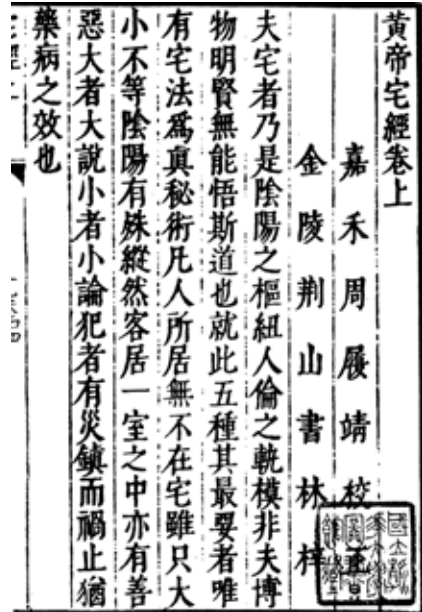 黃帝宅經卷上
嘉禾周履靖校正
金陵荊山書林梓
夫宅者乃是陰陽之樞紐人倫之軌模非夫博
物明賢無能悟斯道也就此五種其最要者唯
有宅法爲真秘術凡人所居無不在宅雖只大
小不等陰陽有殊縱然客居一室之中亦有善
惡大者大說小者小論犯者有災鎮而禍止猶
藥病之效也